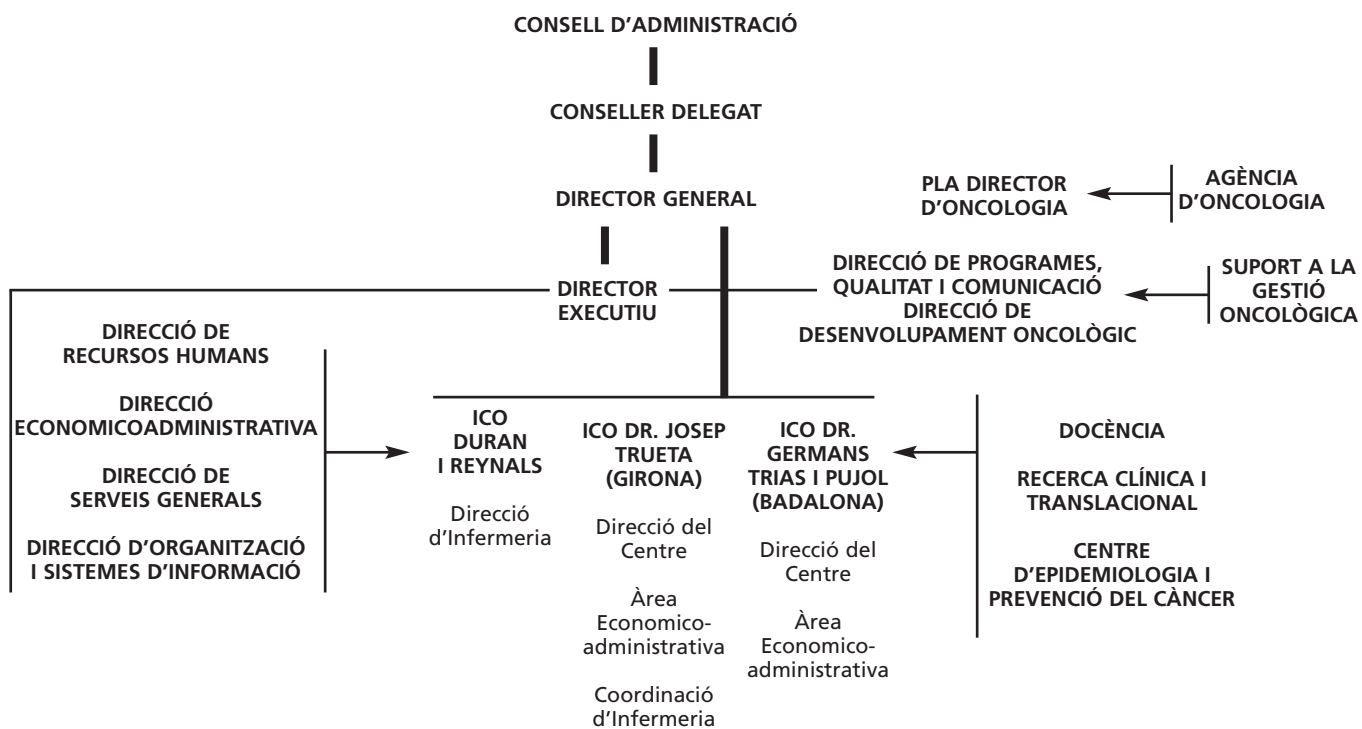 CONSELL D'ADMINISTRACIÓ
CONSELLER DELEGAT
DIRECTOR GENERAL
PLA DIRECTOR
D'ONCOLOGIA
AGÈNCIA
D'ONCOLOGIA
DIRECTOR
EXECUTIU
DIRECCIÓ DE PROGRAMES,
QUALITAT I COMUNICACIÓ
DIRECCIÓ DE
DESENVOLUPAMENT ONCOLÒGIC
SUPORT A LA
GESTIÓ
ONCOLÒGICA
DIRECCIÓ DE
RECURSOS HUMANS
DIRECCIÓ
ECONOMICOADMINISTRATIVA
DIRECCIÓ DE
SERVEIS GENERALS
DIRECCIÓ D'ORGANITZACIÓ
I SISTEMES D'INFORMACIÓ
ICO
DURAN
I REYNALS
Direcció
d'Infermeria
ICO DR. JOSEP
TRUETA
(GIRONA)
Direcció del
Centre
Àrea
Economico-
administrativa
Coordinació
d'Infermeria
ICO DR.
GERMANS
TRIAS I PUJOL
(BADALONA)
Direcció del
Centre
Àrea
Economico-
administrativa
DOCÈNCIA
RECERCA CLÍNICA I
TRANSLACIONAL
CENTRE
D'EPIDEMIOLOGIA I
PREVENCIÓ DEL CÀNCER